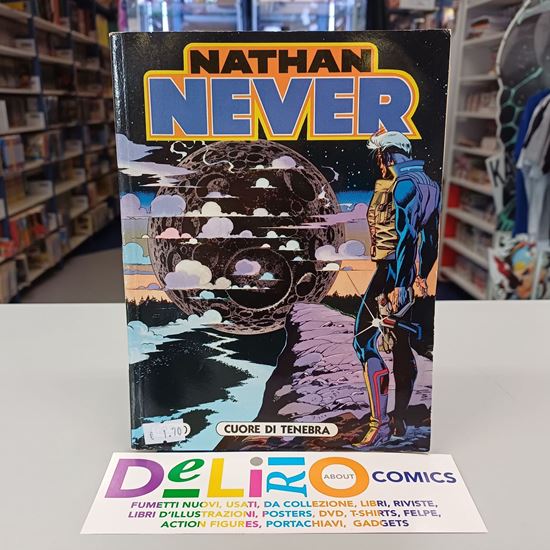 NATHAN
NEVER
€ 1.70
CUORE DI TENEBRA
DeLiRiO ABOUT COMICS
FUMETTI NUOVI, USATI, DA COLLEZIONE, LIBRI, RIVISTE,
LIBRI D'ILLUSTRAZIONI, POSTERS, DVD, T-SHIRTS, FELPE,
ACTION FIGURES, PORTACHIAVI, GADGETS